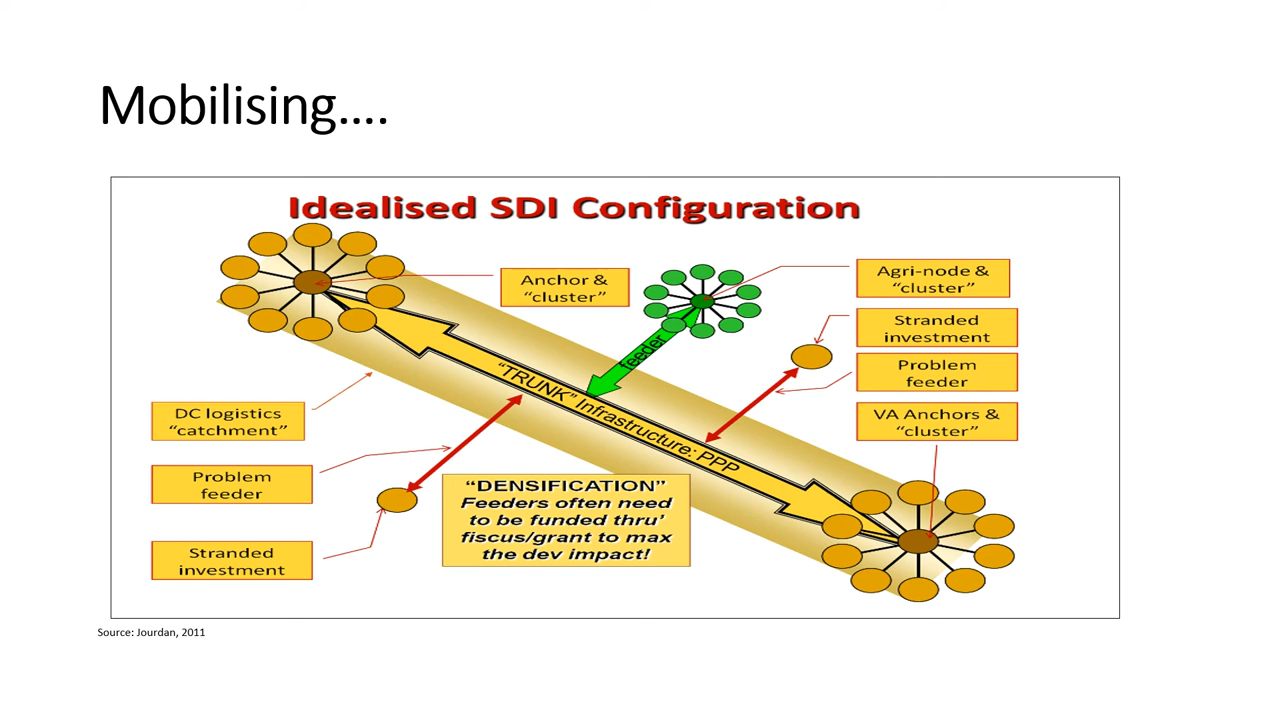 Mobilising....
Idealised SDI Configuration
Anchor &
“cluster”
Agri-node &
“cluster”
Stranded
investment
Problem
feeder
VA Anchors &
“cluster”
feeder
“TRUNK” Infrastructure: PPP
DC logistics
“catchment”
Problem
feeder
Stranded
investment
“DENSIFICATION”
Feeders often need
to be funded thru’
fiscus/grant to max
the dev impact!
Source: Jourdan, 2011